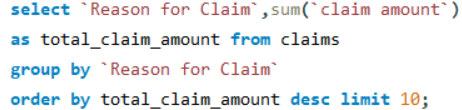 select `Reason for Claim`,sum(`claim amount`)
as total_claim_amount from claims
group by `Reason for Claim`
order by total_claim_amount desc limit 10;